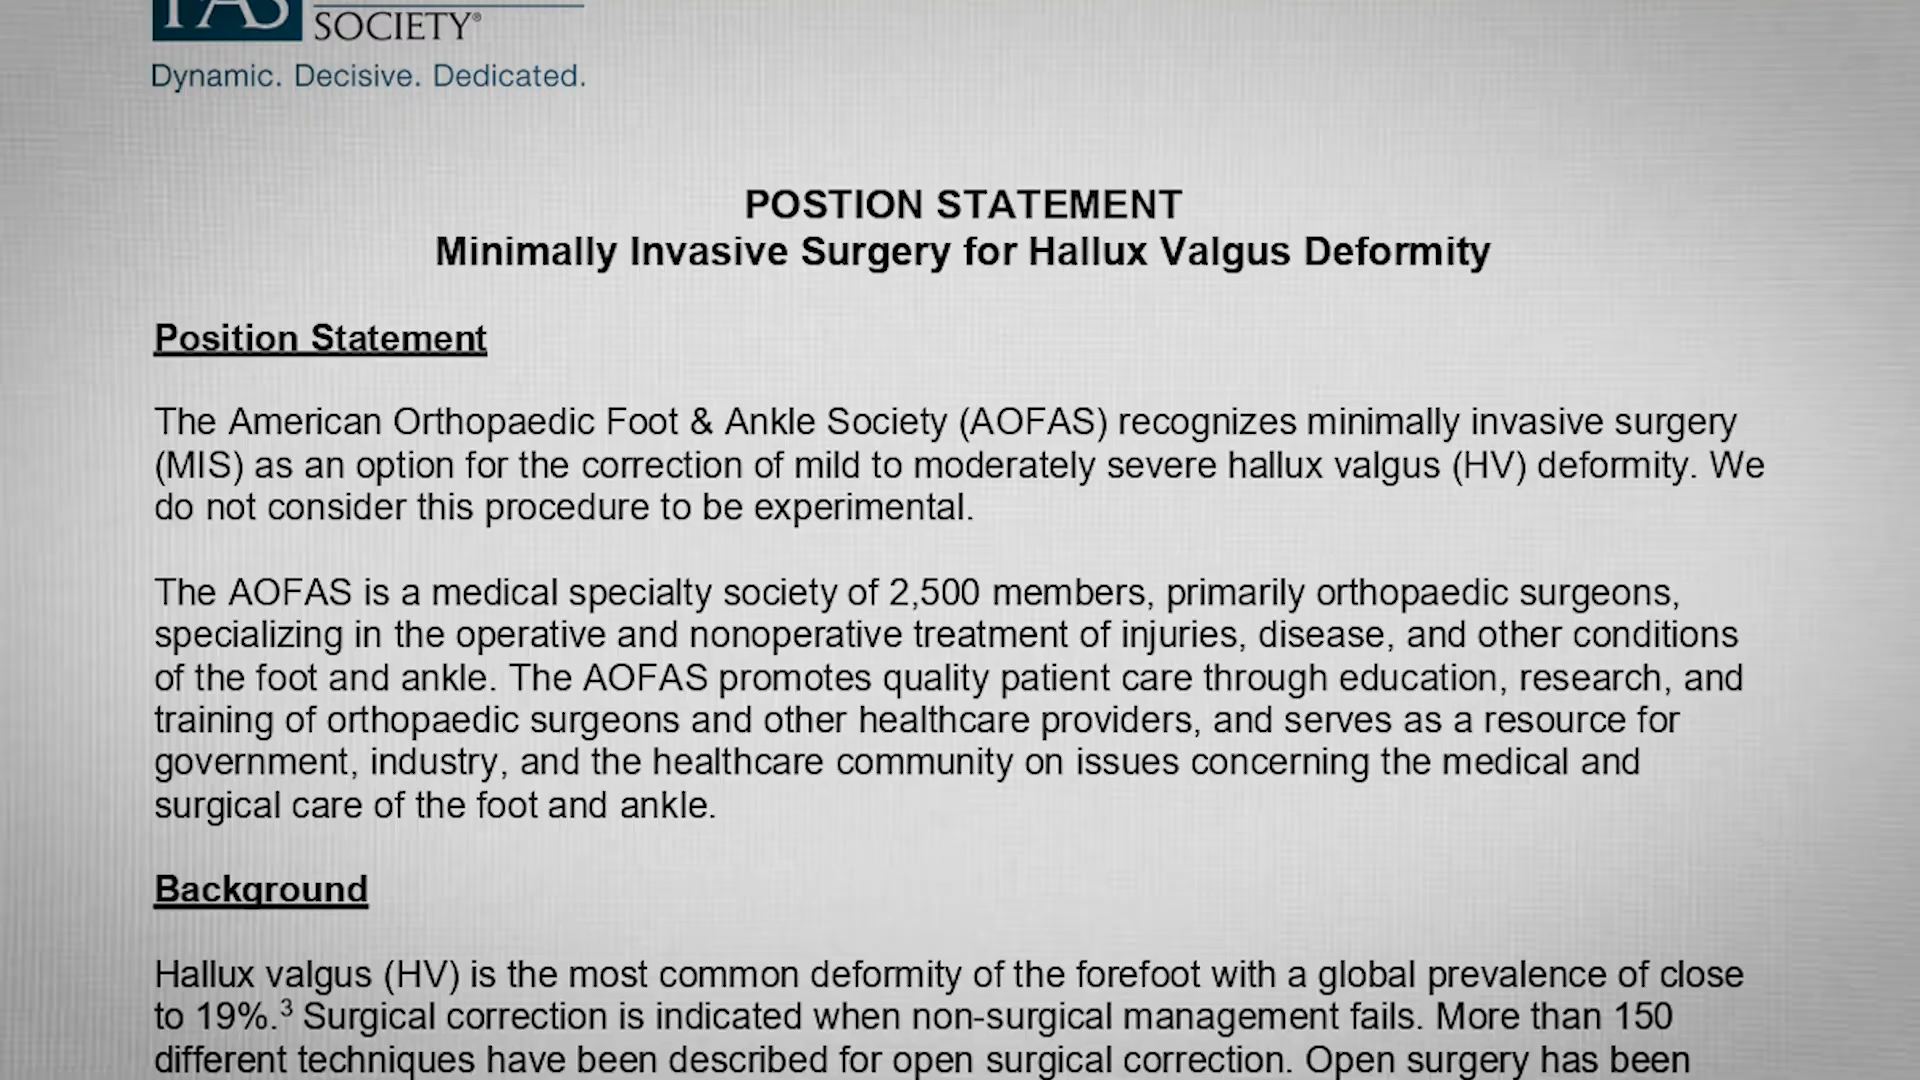 FAS
SOCIETY®
Dynamic. Decisive. Dedicated.
POSTION STATEMENT
Minimally Invasive Surgery for Hallux Valgus Deformity
Position Statement
The American Orthopaedic Foot & Ankle Society (AOFAS) recognizes minimally invasive surgery
(MIS) as an option for the correction of mild to moderately severe hallux valgus (HV) deformity. We
do not consider this procedure to be experimental.
The AOFAS is a medical specialty society of 2,500 members, primarily orthopaedic surgeons,
specializing in the operative and nonoperative treatment of injuries, disease, and other conditions
of the foot and ankle. The AOFAS promotes quality patient care through education, research, and
training of orthopaedic surgeons and other healthcare providers, and serves as a resource for
government, industry, and the healthcare community on issues concerning the medical and
surgical care of the foot and ankle.
Background
Hallux valgus (HV) is the most common deformity of the forefoot with a global prevalence of close
to 19%.³ Surgical correction is indicated when non-surgical management fails. More than 150
different techniques have been described for open surgical correction. Open surgery has been